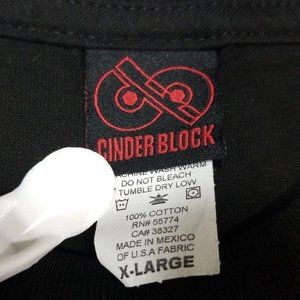 CINDER BLOCK
MACHINE WASH WARM
DO NOT BLEACH
TUMBLE DRY LOW
100% COTTON
RN# 55774
CA# 38327
MADE IN MEXICO
OF U.S.A FABRIC
X-LARGE